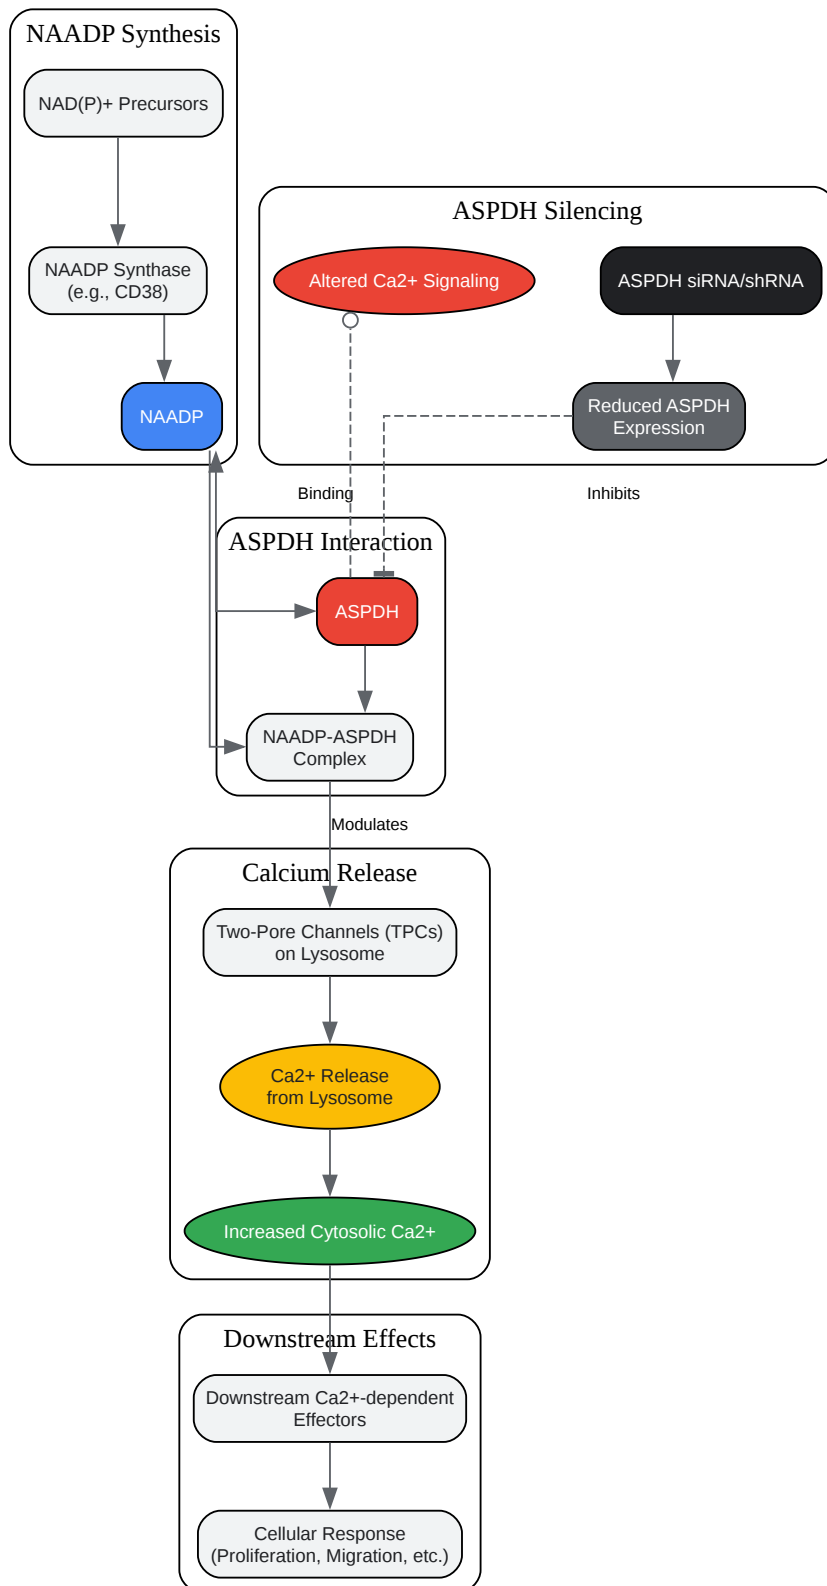 NAADP Synthesis
NAD(P)+ Precursors
NAADP Synthase
(e.g., CD38)
NAADP
ASPDH Silencing
Altered Ca2+ Signaling
ASPDH siRNA/shRNA
Reduced ASPDH
Expression
Binding
Inhibits
ASPDH Interaction
ASPDH
NAADP-ASPDH
Complex
Modulates
Calcium Release
Two-Pore Channels (TPCs)
on Lysosome
Ca2+ Release
from Lysosome
Increased Cytosolic Ca2+
Downstream Effects
Downstream Ca2+-dependent
Effectors
Cellular Response
(Proliferation, Migration, etc.)